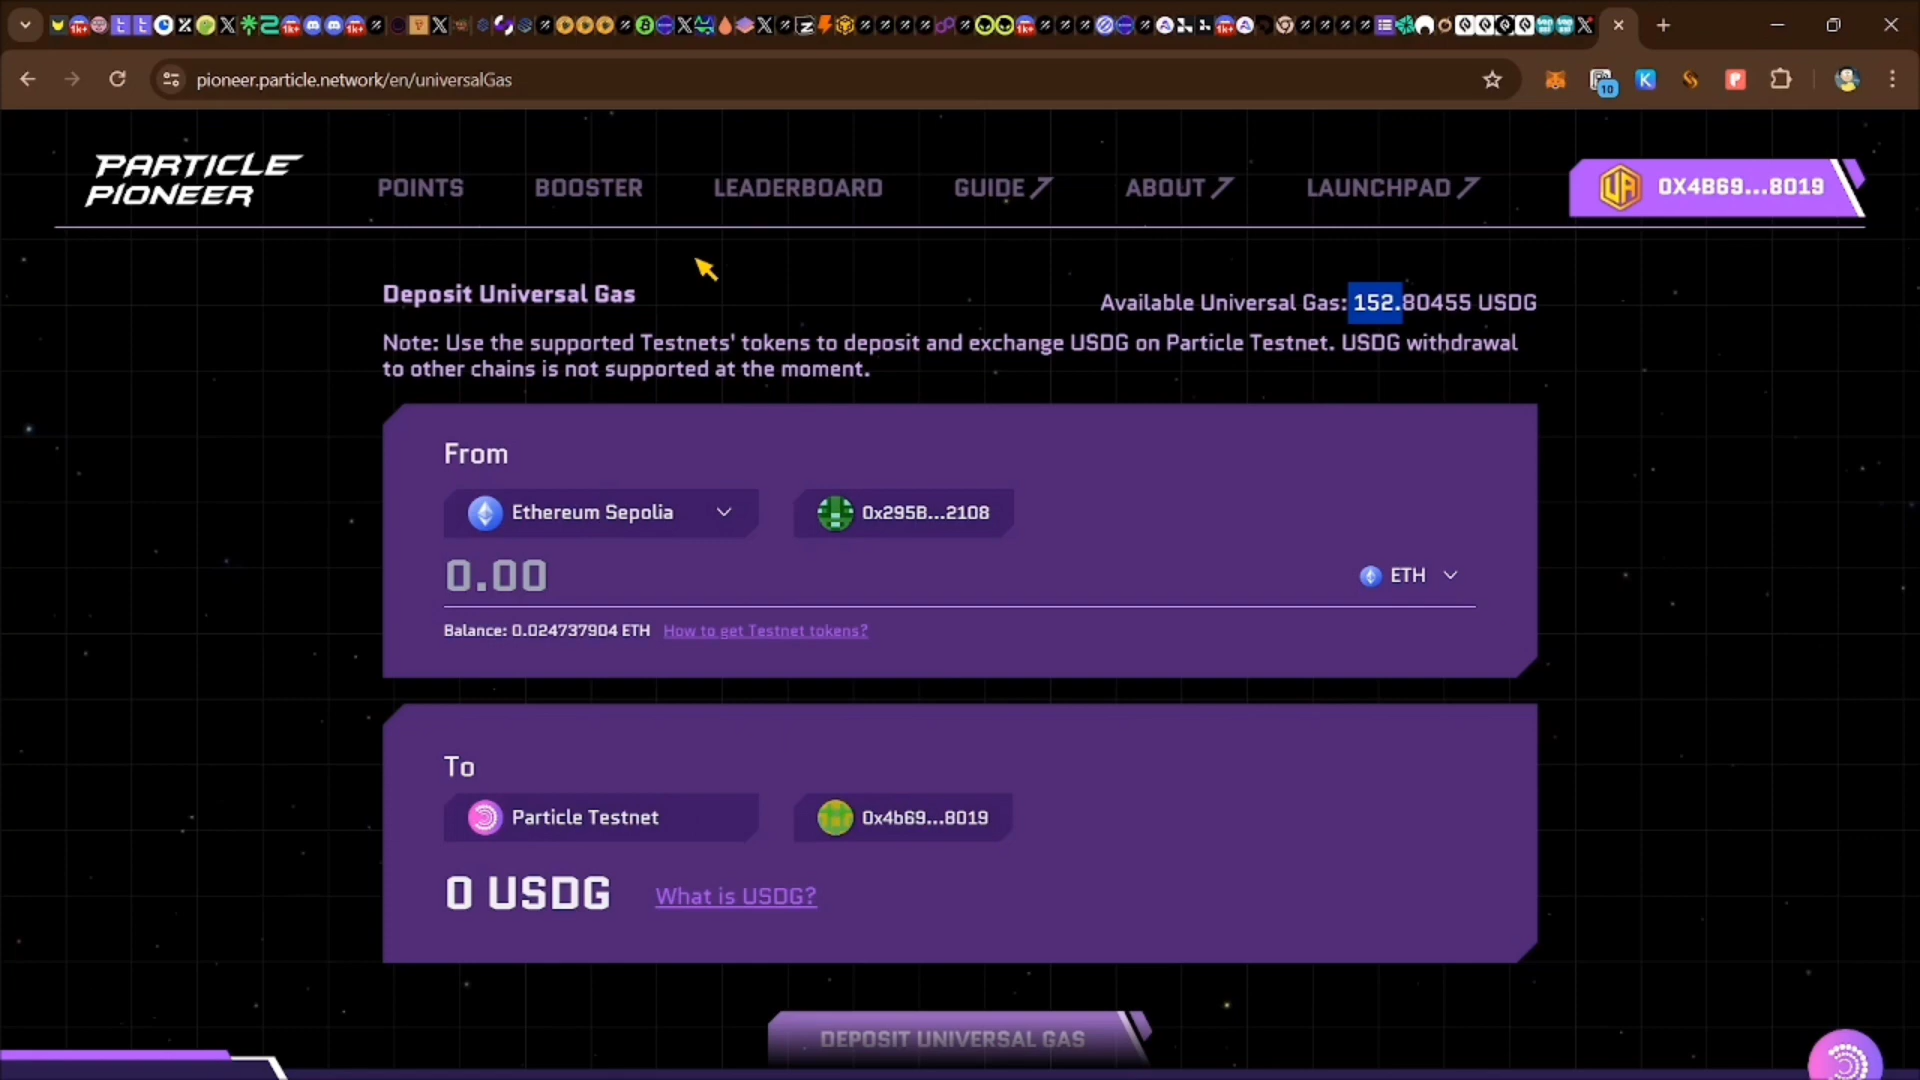 pioneer.particle.network/en/universalGas
10
PARTICLE
PIONEER
POINTS
BOOSTER
LEADERBOARD
GUIDE
ABOUT
LAUNCHPAD
UA
0X4B69...8019
Deposit Universal Gas
Available Universal Gas: 152.80455 USDG
Note: Use the supported Testnets' tokens to deposit and exchange USDG on Particle Testnet. USDG withdrawal
to other chains is not supported at the moment.
From
Ethereum Sepolia
0x295B...2108
0.00
ETH
Balance: 0.024737904 ETH
How to get Testnet tokens?
To
Particle Testnet
0x4b69...8019
0 USDG
What is USDG?
DEPOSIT UNIVERSAL GAS